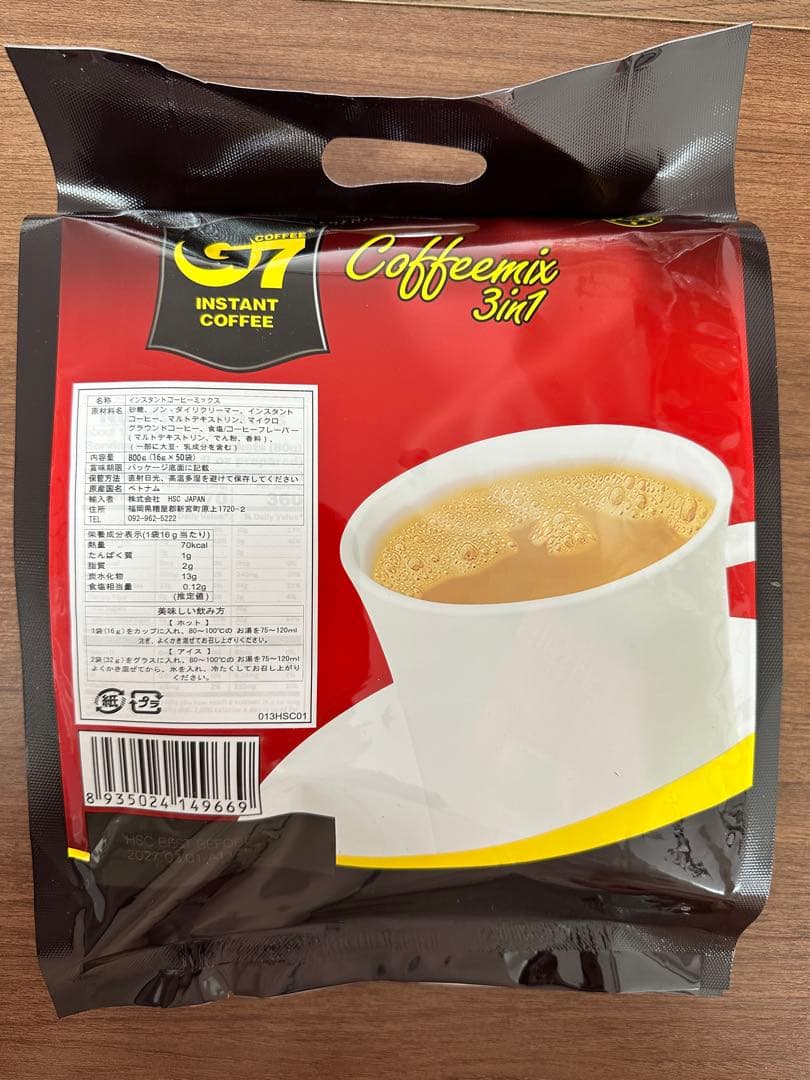 COFFEE
G7
INSTANT
COFFEE
Coffeemix
3in1
名称 インスタントコーヒーミックス
原材料名 砂糖、ノン・ダイリクリーマー、インスタント
コーヒー、マルトデキストリン、マイクロ
グラウンドコーヒー、食塩/コーヒーフレーバー
(マルトデキストリン、でん粉、香料)、
(一部に大豆・乳成分を含む)
内容量 800g(16g×50袋)
賞味期限 パッケージ底面に記載
保管方法 直射日光、高温多湿を避けて保存してください
原産国名 ベトナム
輸入者 株式会社 HSC JAPAN
住所 福岡県糟屋郡新宮町原上1720-2
TEL 092-962-5222
栄養成分表示(1袋16g当たり)
熱量 70kcal
たんぱく質 1g
脂質 2g
炭水化物 13g
食塩相当量 0.12g
(推定値)
美味しい飲み方
【ホット】
1袋(16g)をカップに入れ、80~100℃の お湯を75~120ml
注ぎ、よくかき混ぜてお召し上がりください。
【アイス】
2袋(32g)をグラスに入れ、80~100℃の お湯を75~120ml
よくかき混ぜてから、氷を入れ、冷たくしてお召し上がり
ください。
紙 プラ
013HSC01
8 935024 149669
HSC BEST BEFORE
2027